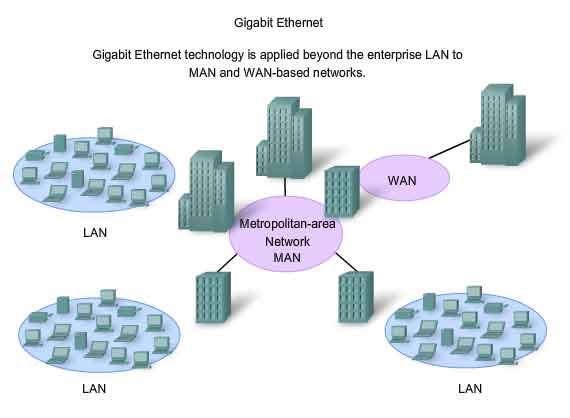 Gigabit Ethernet
Gigabit Ethernet technology is applied beyond the enterprise LAN to
MAN and WAN-based networks.
WAN
LAN
Metropolitan-area
Network
MAN
LAN
LAN